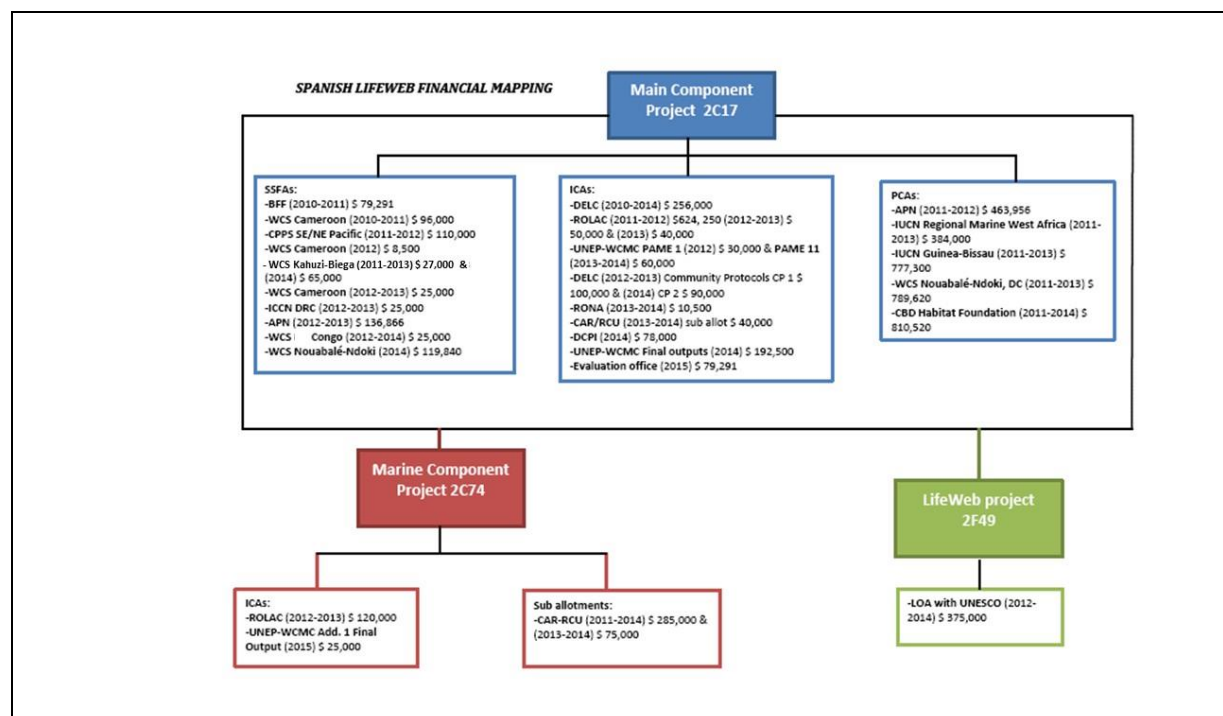 SPANISH LIFEWEB FINANCIAL MAPPING
Main Component
Project 2C17
SSFAs:
-BFF (2010-2011) $ 79,291
-WCS Cameroon (2010-2011) $ 96,000
-CPPS SE/NE Pacific (2011-2012) $ 110,000
-WCS Cameroon (2012) $ 8,500
- WCS Kahuzi-Biega (2011-2013) $ 27,000 &
(2014) $ 65,000
-WCS Cameroon (2012-2013) $ 25,000
-ICCN DRC (2012-2013) $ 25,000
-APN (2012-2013) $ 136,866
-WCS Congo (2012-2014) $ 25,000
-WCS Nouabalé-Ndoki (2014) $ 119,840
ICAs:
-DELC (2010-2014) $ 256,000
-ROLAC (2011-2012) $624, 250 (2012-2013) $
50,000 & (2013) $ 40,000
-UNEP-WCMC PAME 1 (2012) $ 30,000 & PAME 11
(2013-2014) $ 60,000
-DELC (2012-2013) Community Protocols CP 1 $
100,000 & (2014) CP 2 $ 90,000
-RONA (2013-2014) $ 10,500
-CAR/RCU (2013-2014) sub allot $ 40,000
-DCPI (2014) $ 78,000
-UNEP-WCMC Final outputs (2014) $ 192,500
-Evaluation office (2015) $ 79,291
PCAs:
-APN (2011-2012) $ 463,956
-IUCN Regional Marine West Africa (2011-
2013) $ 384,000
-IUCN Guinea-Bissau (2011-2013) $
777,300
-WCS Nouabalé-Ndoki, DC (2011-2013) $
789,620
-CBD Habitat Foundation (2011-2014) $
810,520
Marine Component
Project 2C74
LifeWeb project
2F49
ICAs:
-ROLAC (2012-2013) $ 120,000
-UNEP-WCMC Add. 1 Final
Output (2015) $ 25,000
Sub allotments:
-CAR-RCU (2011-2014) $ 285,000 &
(2013-2014) $ 75,000
-LOA with UNESCO (2012-
2014) $ 375,000